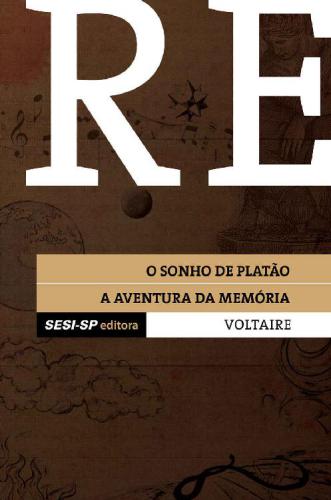 RE
O SONHO DE PLATÃO
A AVENTURA DA MEMÓRIA
SESI-SP editora
VOLTAIRE